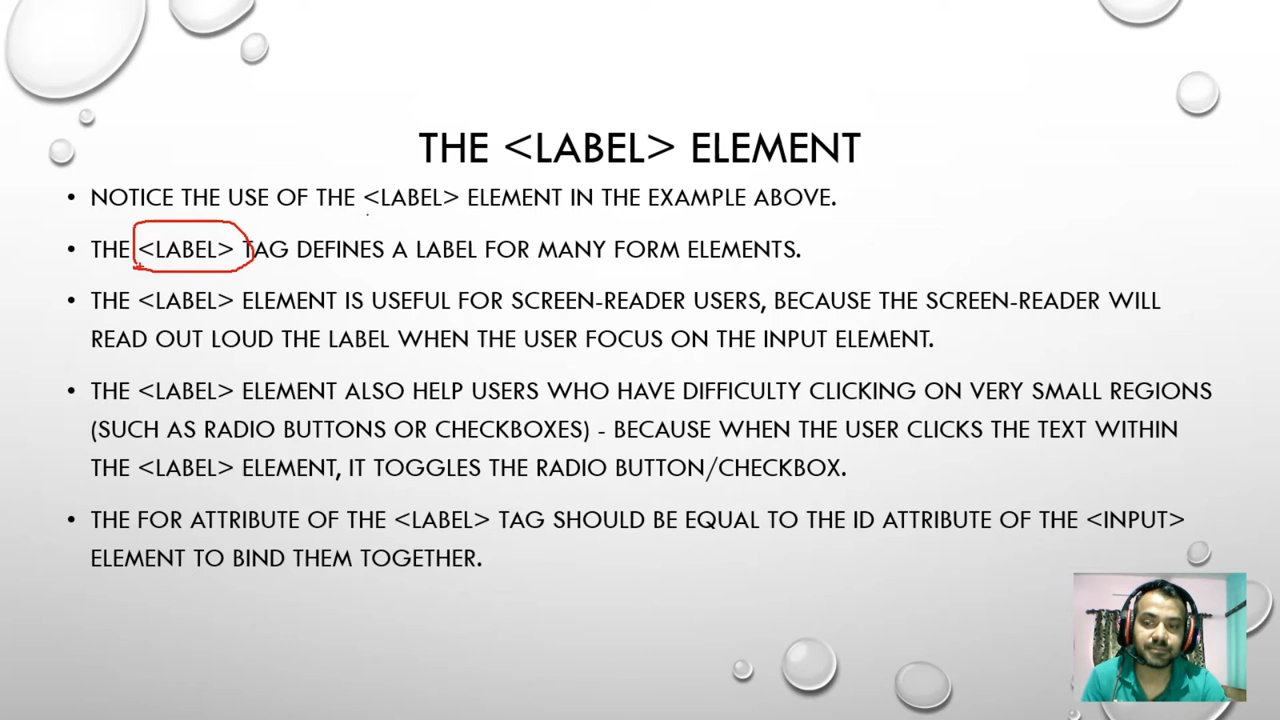 THE <LABEL> ELEMENT
• NOTICE THE USE OF THE <LABEL> ELEMENT IN THE EXAMPLE ABOVE.
• THE <LABEL> TAG DEFINES A LABEL FOR MANY FORM ELEMENTS.
• THE <LABEL> ELEMENT IS USEFUL FOR SCREEN-READER USERS, BECAUSE THE SCREEN-READER WILL
READ OUT LOUD THE LABEL WHEN THE USER FOCUS ON THE INPUT ELEMENT.
• THE <LABEL> ELEMENT ALSO HELP USERS WHO HAVE DIFFICULTY CLICKING ON VERY SMALL REGIONS
(SUCH AS RADIO BUTTONS OR CHECKBOXES) - BECAUSE WHEN THE USER CLICKS THE TEXT WITHIN
THE <LABEL> ELEMENT, IT TOGGLES THE RADIO BUTTON/CHECKBOX.
• THE FOR ATTRIBUTE OF THE <LABEL> TAG SHOULD BE EQUAL TO THE ID ATTRIBUTE OF THE <INPUT>
ELEMENT TO BIND THEM TOGETHER.